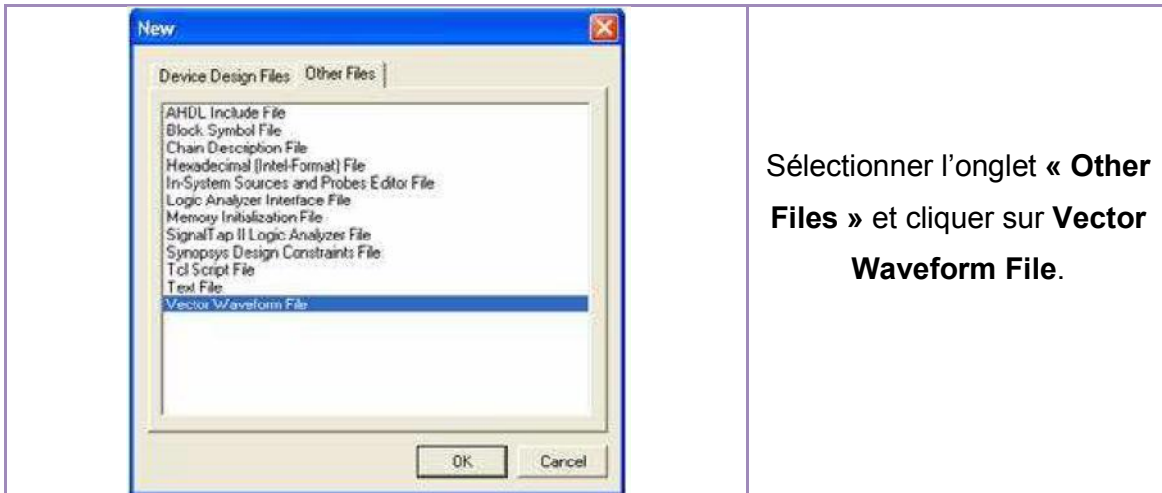 New
Device Design Files Other Files
AHDL Include File
Block Symbol File
Chain Description File
Hexadecimal (Intel-Format) File
In-System Sources and Probes Editor File
Logic Analyzer Interface File
Memory Initialization File
SignalTap II Logic Analyzer File
Synopsys Design Constraints File
Tcl Script File
Text File
Vector Waveform File
OK Cancel
Sélectionner l’onglet « Other
Files » et cliquer sur Vector
Waveform File.